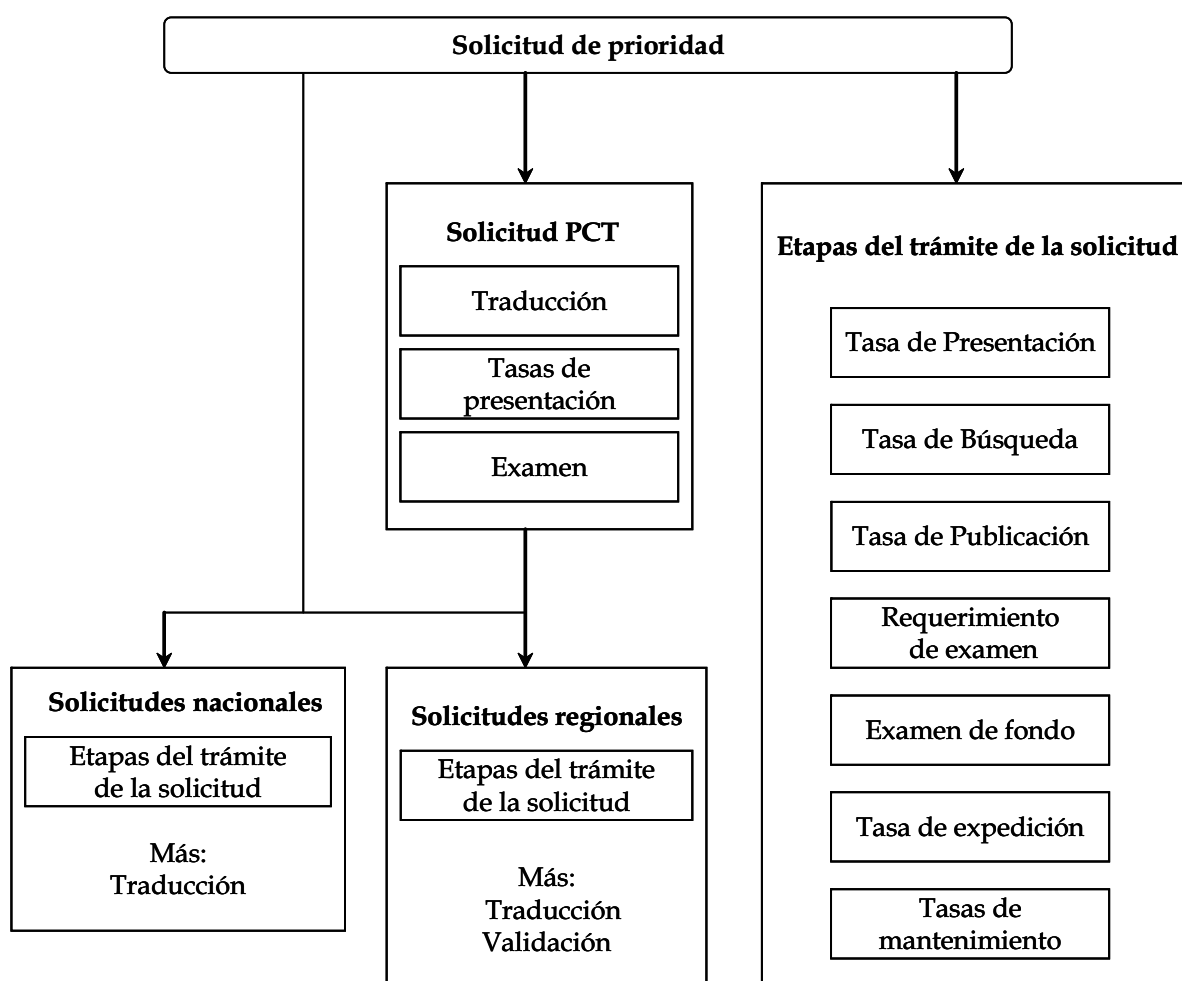 Solicitud de prioridad
Solicitud PCT
Traducción
Tasas de
presentación
Examen
Etapas del trámite de la solicitud
Tasa de Presentación
Tasa de Búsqueda
Tasa de Publicación
Requerimiento
de examen
Examen de fondo
Tasa de expedición
Tasas de
mantenimiento
Solicitudes nacionales
Etapas del trámite
de la solicitud
Más:
Traducción
Solicitudes regionales
Etapas del trámite
de la solicitud
Más:
Traducción
Validación